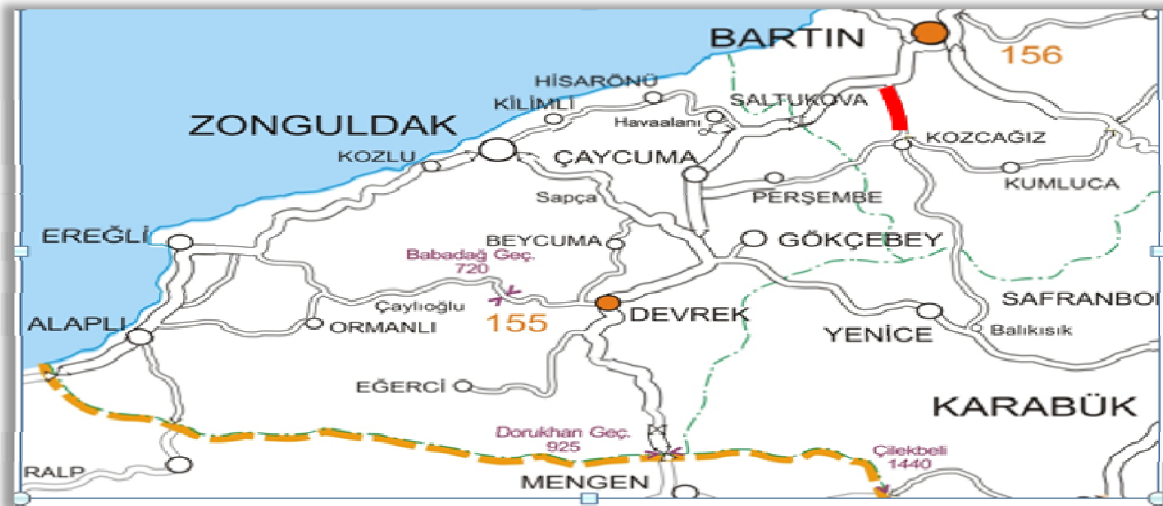 BARTIN
156
HİSARÖNÜ
KİLİMLİ
SALTUKOVA
ZONGULDAK
Havaalanı
KOZCAĞIZ
KOZLU
ÇAYCUMA
KUMLUCA
Sapça
PERŞEMBE
EREĞLİ
BEYCUMA
GÖKÇEBEY
Babadağ Geç.
720
SAFRANBOL
Çaylıoğlu
155
DEVREK
ALAPLI
ORMANLI
YENİCE
Balıkısık
EĞERCİ
KARABÜK
Dorukhan Geç.
925
Çilekbeli
1440
RALP
MENGEN